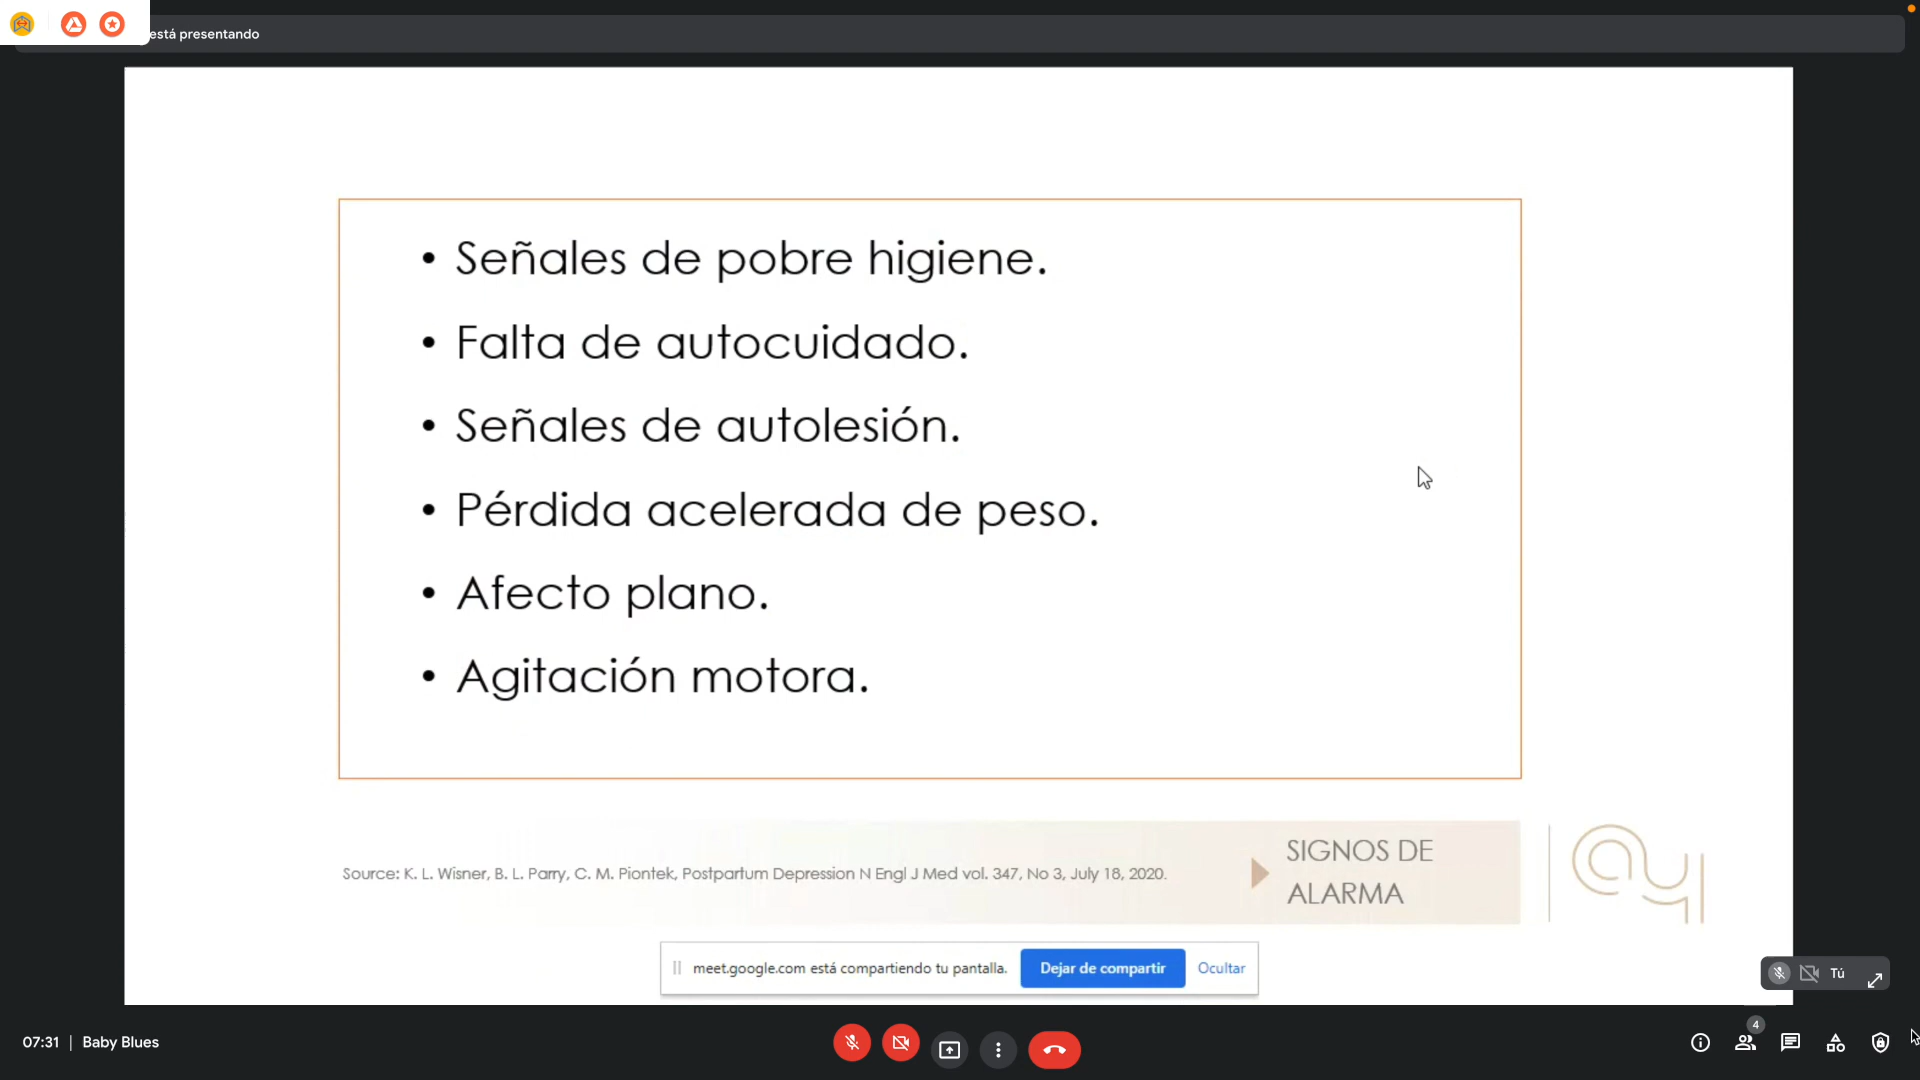 está presentando
• Señales de pobre higiene.
• Falta de autocuidado.
• Señales de autolesión.
• Pérdida acelerada de peso.
• Afecto plano.
• Agitación motora.
Source: K. L. Wisner, B. L. Parry, C. M. Piontek, Postpartum Depression N Engl J Med vol. 347, No 3, July 18, 2020.
SIGNOS DE
ALARMA
meet.google.com está compartiendo tu pantalla.
Dejar de compartir
Ocultar
Tú
07:31 | Baby Blues
4